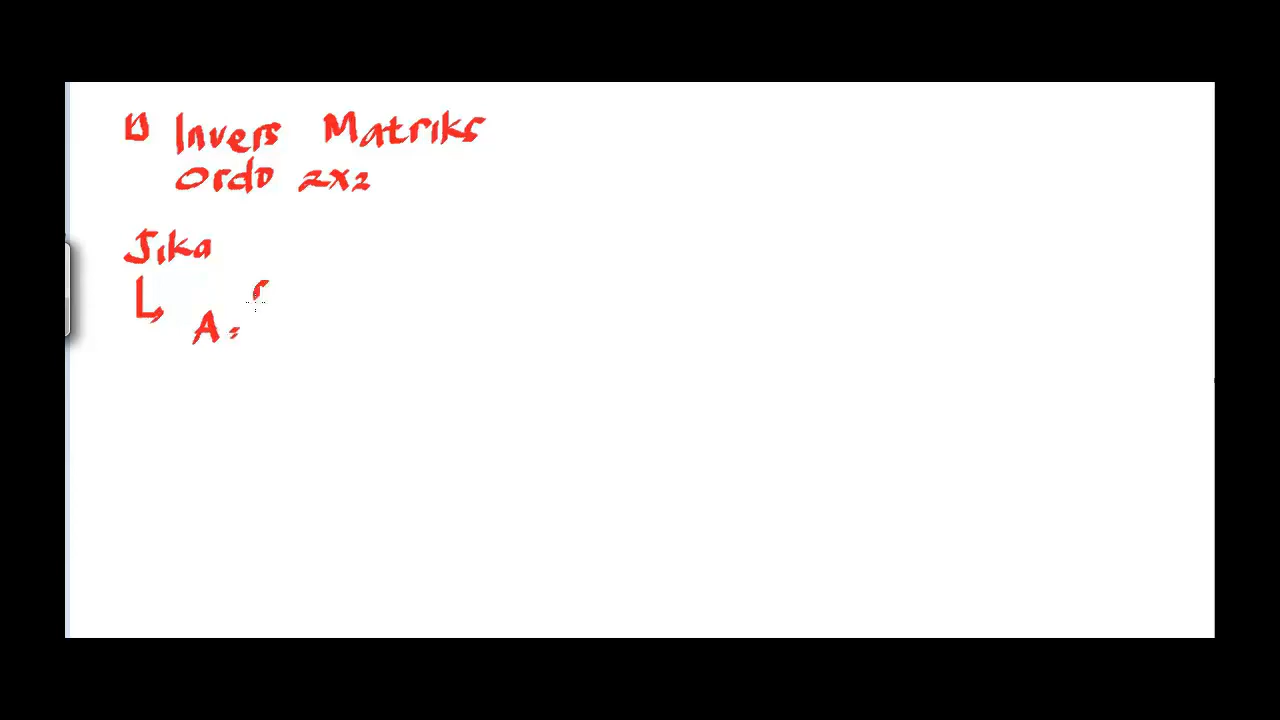 Invers Matriks
Ordo 2x2
Jika
A =